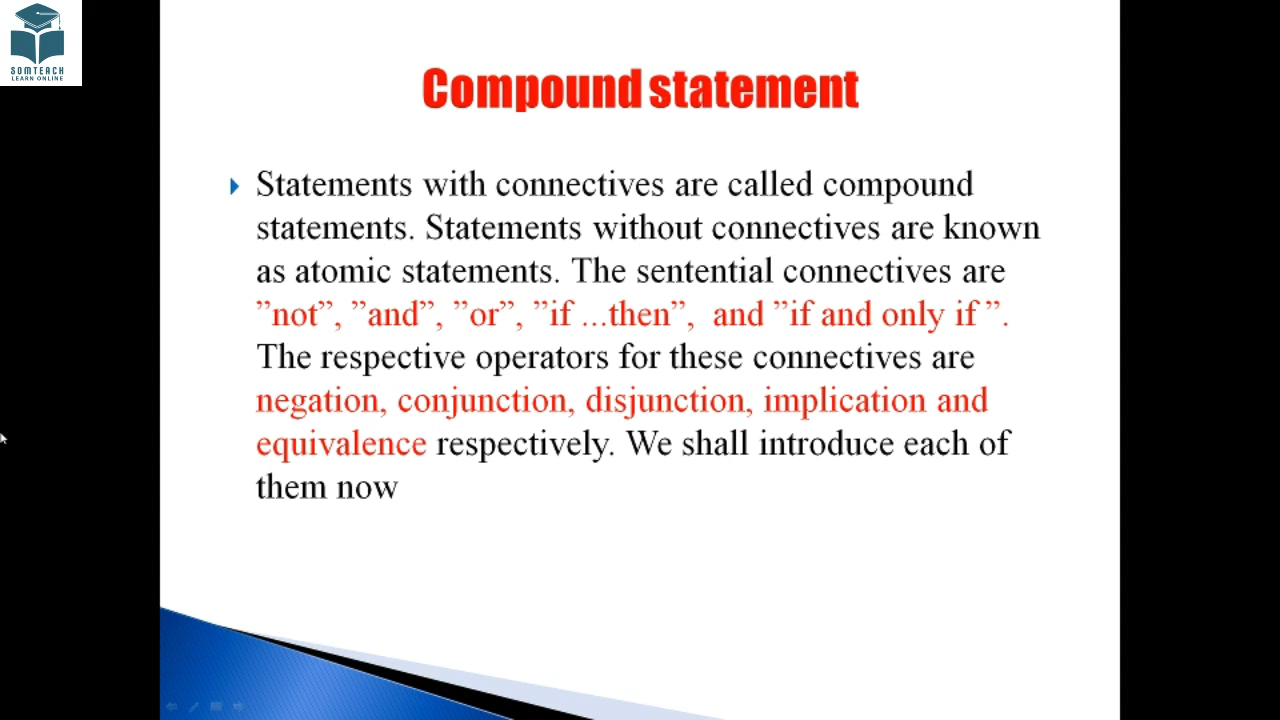 SOMTEACH
LEARN ONLINE
Compound statement
Statements with connectives are called compound
statements. Statements without connectives are known
as atomic statements. The sentential connectives are
”not”, ”and”, ”or”, ”if ...then”,  and ”if and only if ”.
The respective operators for these connectives are
negation, conjunction, disjunction, implication and
equivalence respectively. We shall introduce each of
them now